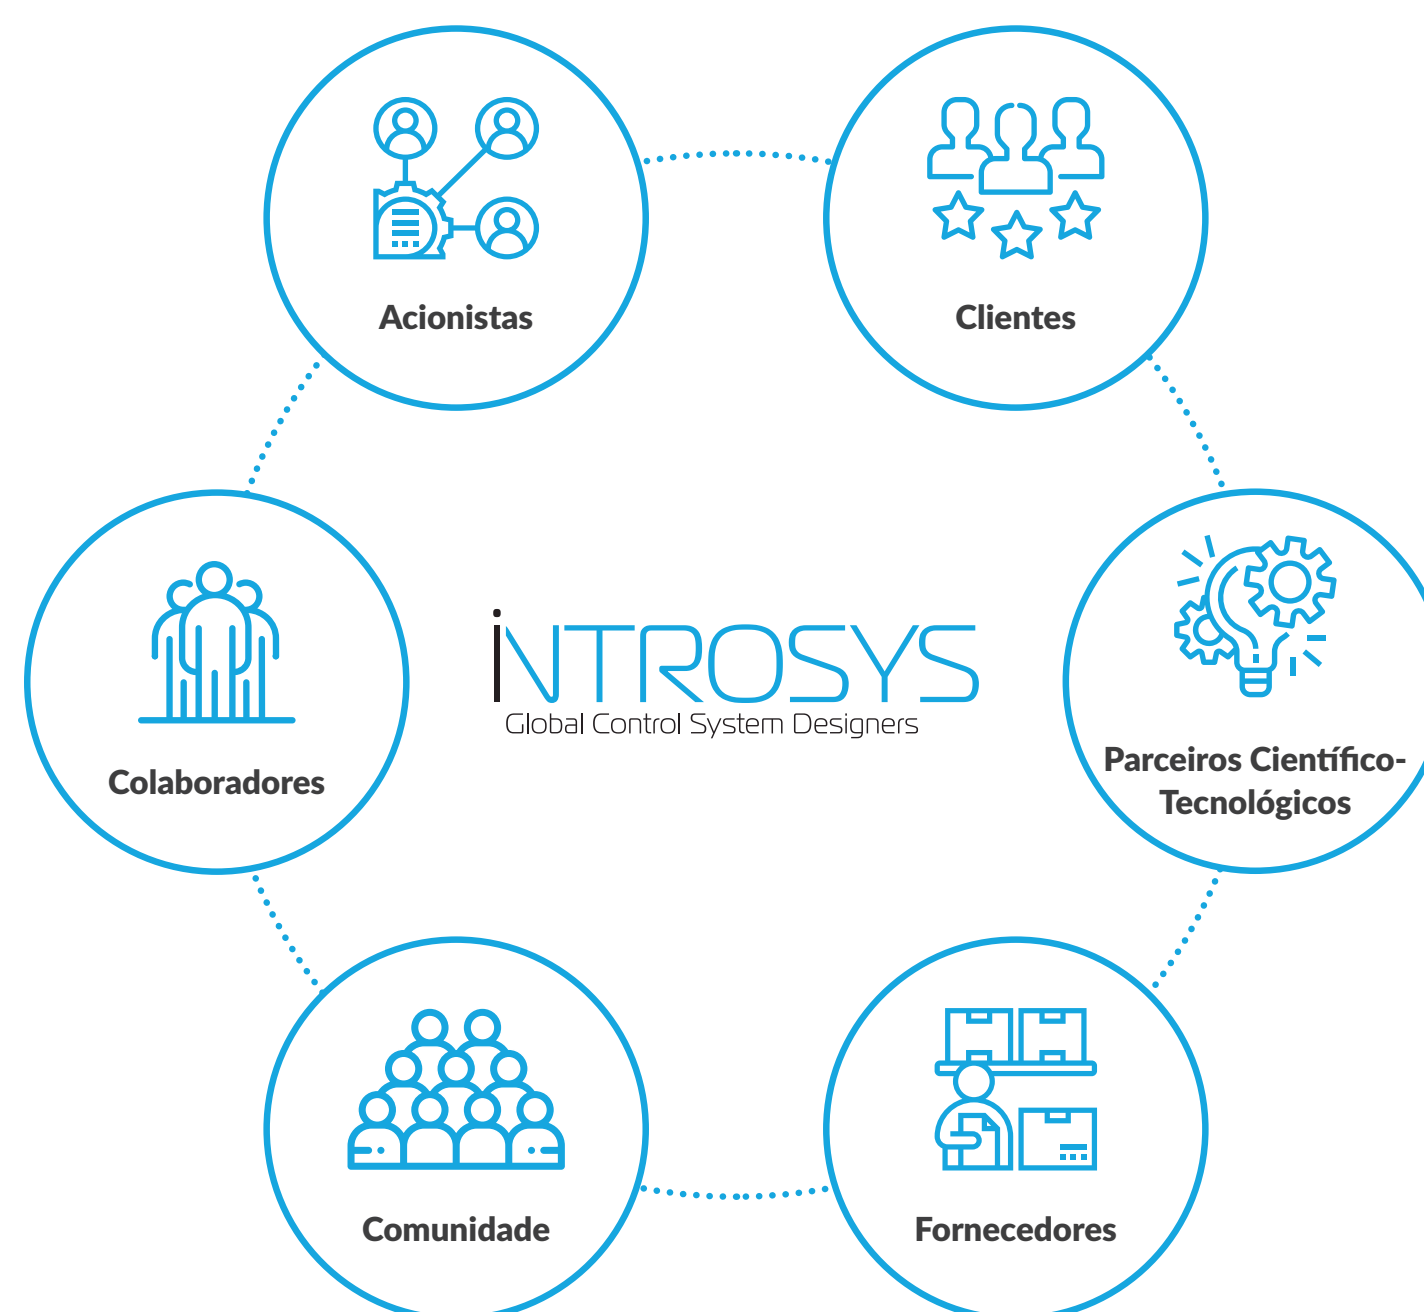 Acionistas
Clientes
Colaboradores
iNTROSYS
Global Control System Designers
Parceiros Científico-
Tecnológicos
Comunidade
Fornecedores